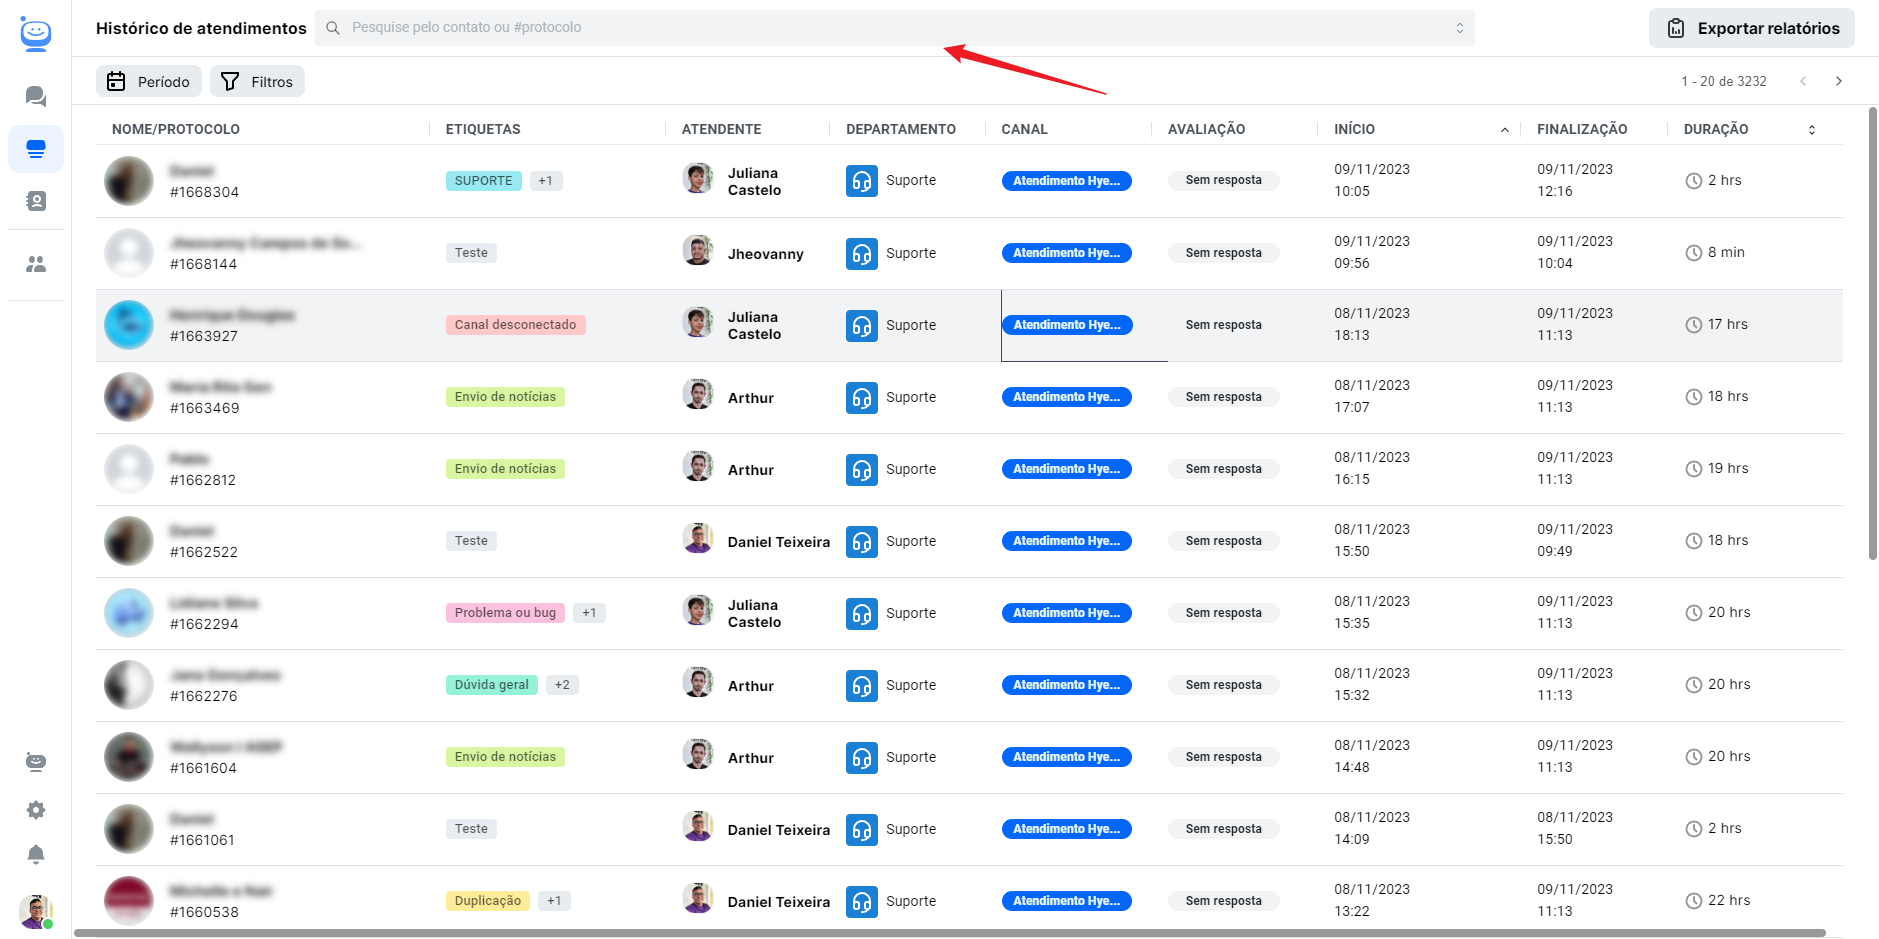 Histórico de atendimentos
Pesquise pelo contato ou #protocolo
Exportar relatórios
Período
Filtros
1 - 20 de 3232
NOME/PROTOCOLO ETIQUETAS ATENDENTE DEPARTAMENTO CANAL AVALIAÇÃO INÍCIO FINALIZAÇÃO DURAÇÃO
Daniel
#1668304
SUPORTE +1
Juliana
Castelo
Suporte
Atendimento Hye...
Sem resposta
09/11/2023
10:05
09/11/2023
12:16
2 hrs
#1668144
Teste
Jheovanny
Suporte
Atendimento Hye...
Sem resposta
09/11/2023
09:56
09/11/2023
10:04
8 min
#1663927
Canal desconectado
Juliana
Castelo
Suporte
Atendimento Hye...
Sem resposta
08/11/2023
18:13
09/11/2023
11:13
17 hrs
#1663469
Envio de notícias
Arthur
Suporte
Atendimento Hye...
Sem resposta
08/11/2023
17:07
09/11/2023
11:13
18 hrs
#1662812
Envio de notícias
Arthur
Suporte
Atendimento Hye...
Sem resposta
08/11/2023
16:15
09/11/2023
11:13
19 hrs
Daniel
#1662522
Teste
Daniel Teixeira
Suporte
Atendimento Hye...
Sem resposta
08/11/2023
15:50
09/11/2023
09:49
18 hrs
#1662294
Problema ou bug +1
Juliana
Castelo
Suporte
Atendimento Hye...
Sem resposta
08/11/2023
15:35
09/11/2023
11:13
20 hrs
#1662276
Dúvida geral +2
Arthur
Suporte
Atendimento Hye...
Sem resposta
08/11/2023
15:32
09/11/2023
11:13
20 hrs
#1661604
Envio de notícias
Arthur
Suporte
Atendimento Hye...
Sem resposta
08/11/2023
14:48
09/11/2023
11:13
20 hrs
Daniel
#1661061
Teste
Daniel Teixeira
Suporte
Atendimento Hye...
Sem resposta
08/11/2023
14:09
08/11/2023
15:50
2 hrs
#1660538
Duplicação +1
Daniel Teixeira
Suporte
Atendimento Hye...
Sem resposta
08/11/2023
13:22
09/11/2023
11:13
22 hrs